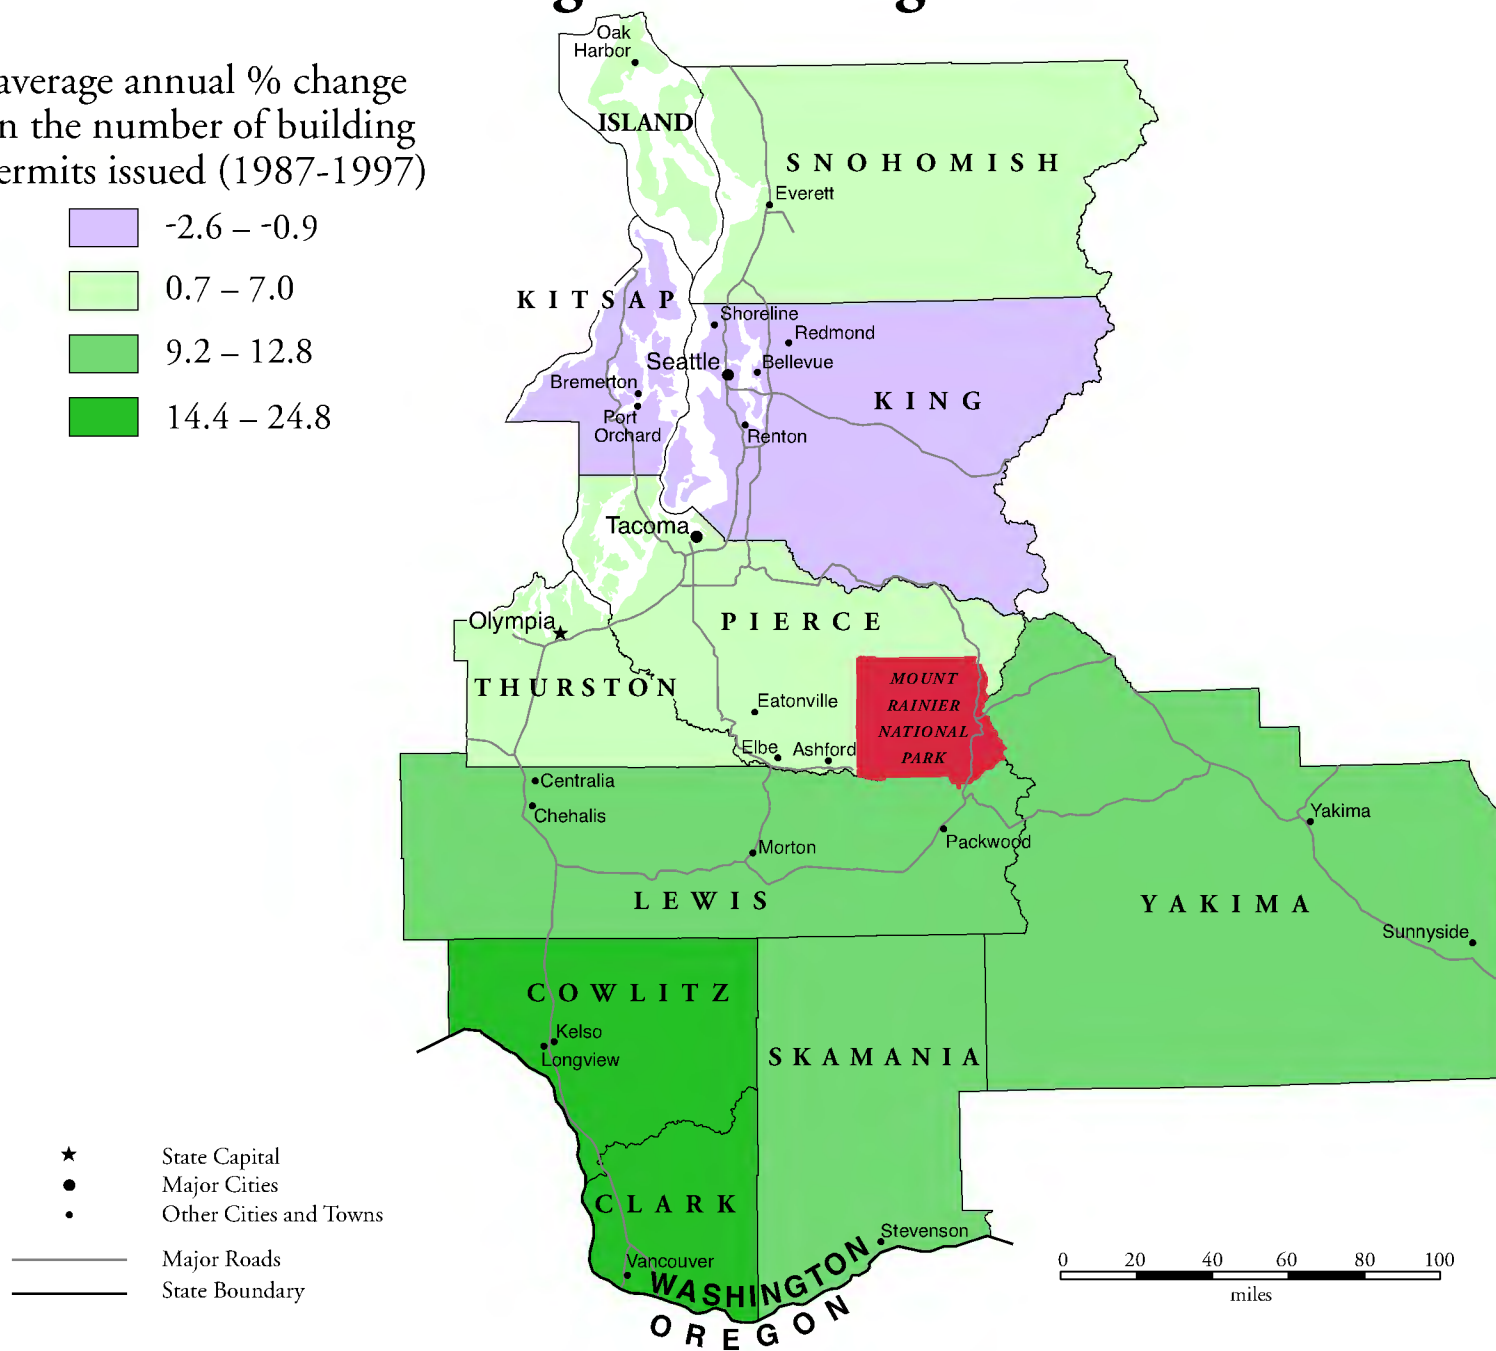 average annual % change
n the number of building
ermits issued (1987-1997)
-2.6 – -0.9
0.7 – 7.0
9.2 – 12.8
14.4 – 24.8
Oak
Harbor
ISLAND
SNOHOMISH
Everett
KITSAP
Shoreline
Redmond
Seattle
Bellevue
Bremerton
KING
Port
Orchard
Renton
Tacoma
Olympia
PIERCE
THURSTON
MOUNT
RAINIER
NATIONAL
PARK
Eatonville
Elbe
Ashford
Centralia
Chehalis
Morton
Packwood
Yakima
LEWIS
YAKIMA
Sunnyside
COWLITZ
Kelso
Longview
SKAMANIA
CLARK
Stevenson
Vancouver
WASHINGTON
OREGON
State Capital
Major Cities
Other Cities and Towns
Major Roads
State Boundary
0 20 40 60 80 100
miles